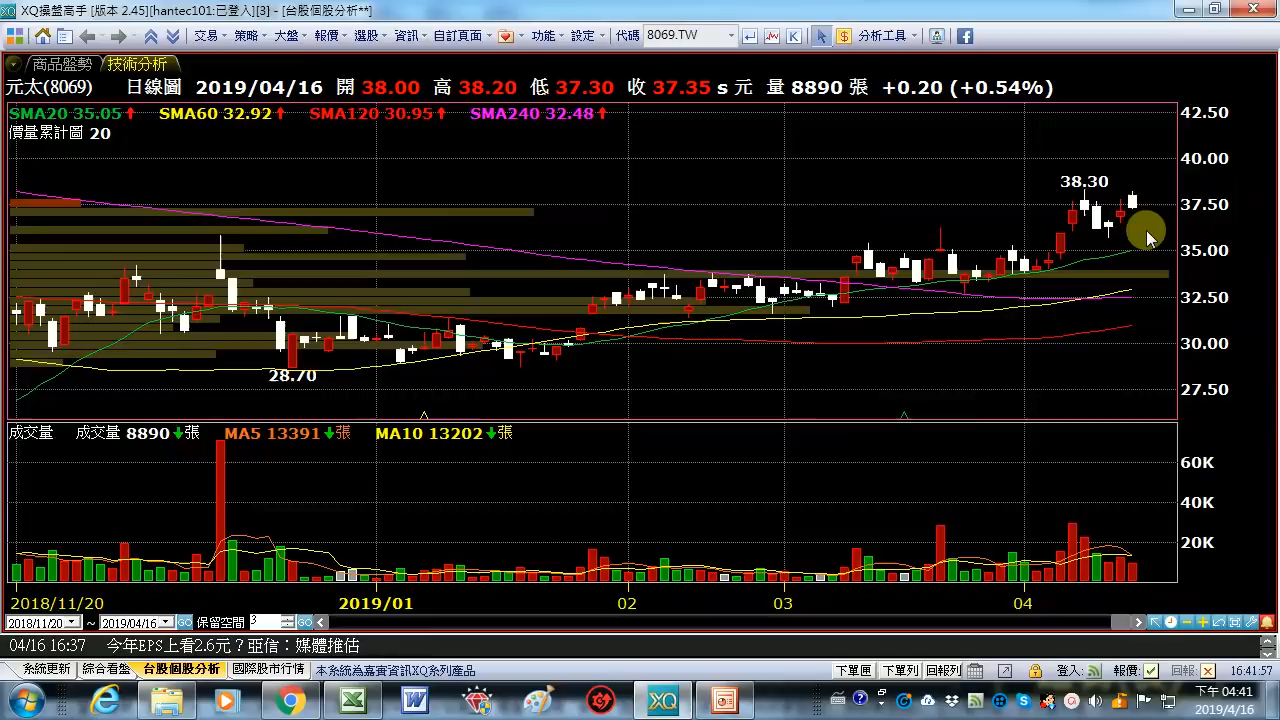 XQ操盤高手 [版本 2.45][hantec101:已登入][3] - [台股個股分析**]
交易 策略 大盤 報價 選股 資訊 自訂頁面 功能 設定 代碼 8069.TW K 分析工具
商品盤勢 技術分析
元太(8069) 日線圖 2019/04/16 開 38.00 高 38.20 低 37.30 收 37.35 s 元 量 8890 張 +0.20 (+0.54%)
SMA20 35.05 SMA60 32.92 SMA120 30.95 SMA240 32.48
價量累計圖 20
42.50
40.00
38.30
37.50
35.00
32.50
30.00
28.70
27.50
成交量 成交量 8890 張 MA5 13391 張 MA10 13202 張
60K
40K
20K
2018/11/20 2019/01 02 03 04
2018/11/20 ~ 2019/04/16 GO 保留空間 3 GO
04/16 16:37 今年EPS上看2.6元？亞信：媒體推估
系統更新 綜合看盤 台股個股分析 國際股市行情 本系統為嘉實資訊XQ系列產品 下單匣 下單列 回報列 登入: 報價: 回報: 16:41:57
下午 04:41
2019/4/16